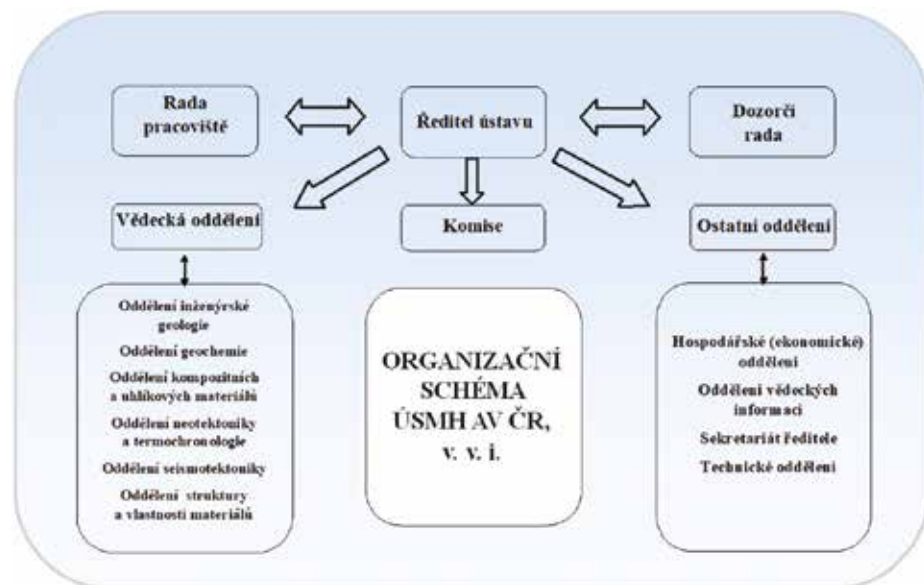 Rada
pracoviště
Ředitel ústavu
Dozorčí
rada
Vědecká oddělení
Komise
Ostatní oddělení
Oddělení inženýrské
geologie
Oddělení geochemie
Oddělení kompozitních
a uhlíkových materiálů
Oddělení neotektoniky
a termochronologie
Oddělení seismotektoniky
Oddělení struktury
a vlastností materiálů
ORGANIZAČNÍ
SCHÉMA
ÚSMH AV ČR,
v. v. i.
Hospodářské (ekonomické)
oddělení
Oddělení vědeckých
informací
Sekretariát ředitele
Technické oddělení